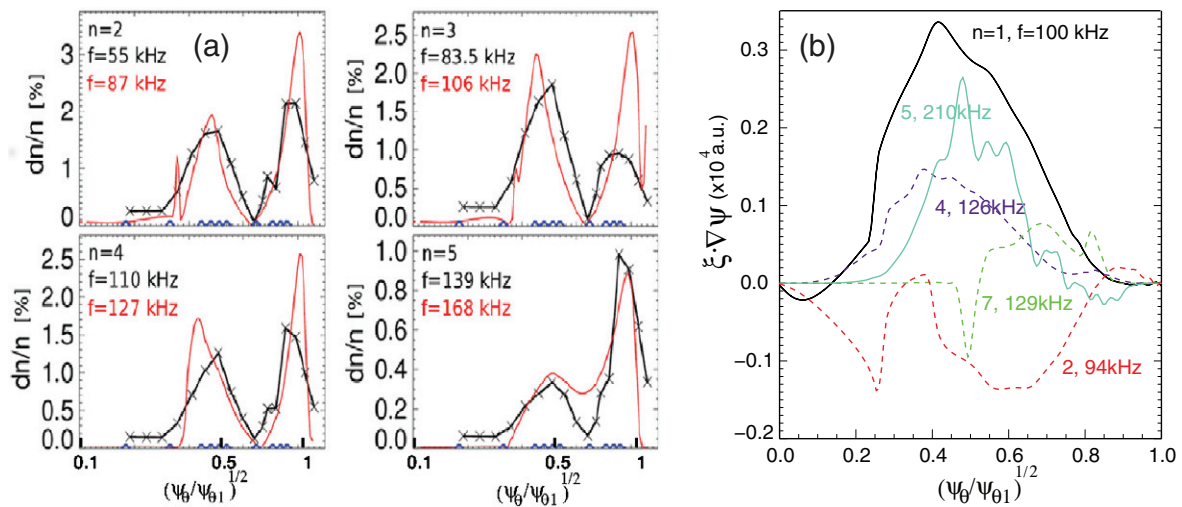 (a)
n=2
f=55 kHz
f=87 kHz
dn/n [%]
3
2
1
0
n=3
f=83.5 kHz
f=106 kHz
dn/n [%]
2.5
2.0
1.5
1.0
0.5
0.0
n=4
f=110 kHz
f=127 kHz
dn/n [%]
2.5
2.0
1.5
1.0
0.5
0.0
0.1 0.5 1
(ψθ/ψθ1)^1/2
n=5
f=139 kHz
f=168 kHz
dn/n [%]
1.0
0.8
0.6
0.4
0.2
0.0
0.1 0.5 1
(ψθ/ψθ1)^1/2
(b)
n=1, f=100 kHz
5, 210kHz
4, 126kHz
7, 129kHz
2, 94kHz
ξ·∇ψ (x10^4 a.u.)
0.3
0.2
0.1
0.0
−0.1
−0.2
0.0 0.2 0.4 0.6 0.8 1.0
(ψθ/ψθ1)^1/2